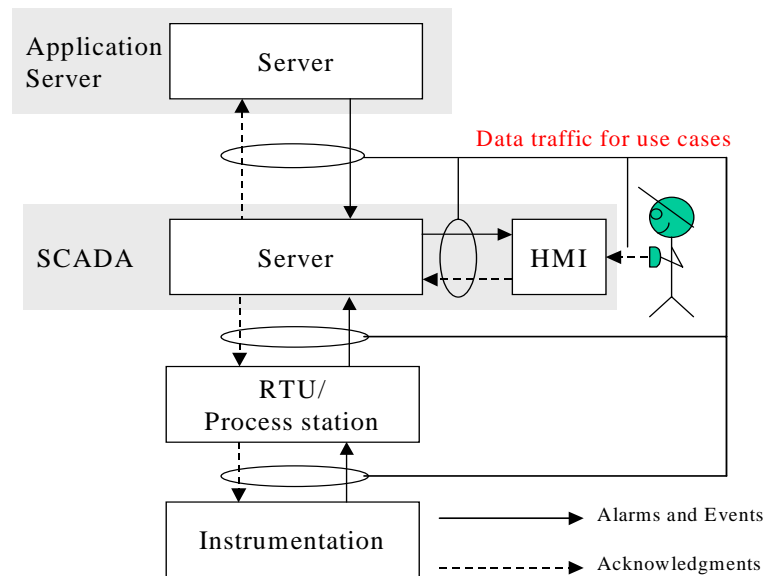 Application
Server
Server
Data traffic for use cases
SCADA
Server
HMI
RTU/
Process station
Instrumentation
Alarms and Events
Acknowledgments